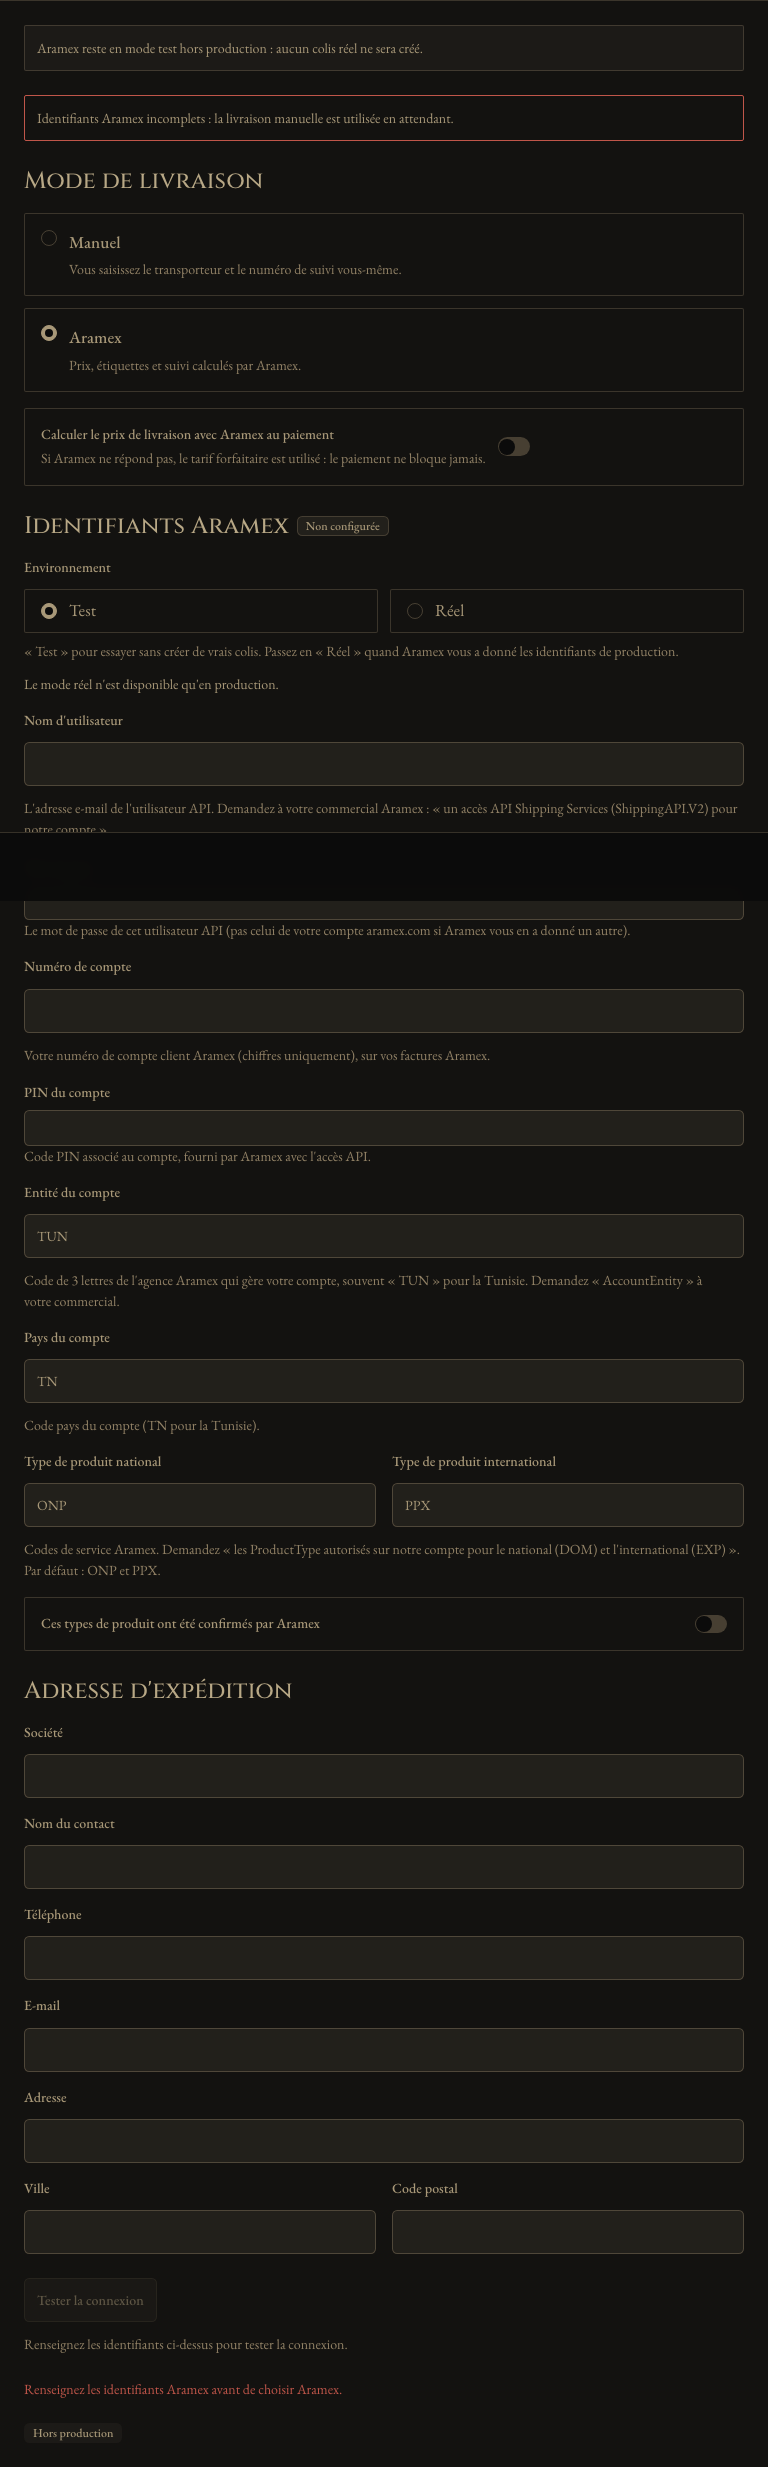 Aramex reste en mode test hors production : aucun colis réel ne sera créé.
Identifiants Aramex incomplets : la livraison manuelle est utilisée en attendant.
Mode de livraison
Manuel
Vous saisissez le transporteur et le numéro de suivi vous-même.
Aramex
Prix, étiquettes et suivi calculés par Aramex.
Calculer le prix de livraison avec Aramex au paiement
Si Aramex ne répond pas, le tarif forfaitaire est utilisé : le paiement ne bloque jamais.
Identifiants Aramex Non configurée
Environnement
Test Réel
« Test » pour essayer sans créer de vrais colis. Passez en « Réel » quand Aramex vous a donné les identifiants de production.
Le mode réel n'est disponible qu'en production.
Nom d'utilisateur
L'adresse e-mail de l'utilisateur API. Demandez à votre commercial Aramex : « un accès API Shipping Services (ShippingAPI.V2) pour
notre compte »
Le mot de passe de cet utilisateur API (pas celui de votre compte aramex.com si Aramex vous en a donné un autre).
Numéro de compte
Votre numéro de compte client Aramex (chiffres uniquement), sur vos factures Aramex.
PIN du compte
Code PIN associé au compte, fourni par Aramex avec l'accès API.
Entité du compte
TUN
Code de 3 lettres de l'agence Aramex qui gère votre compte, souvent « TUN » pour la Tunisie. Demandez « AccountEntity » à
votre commercial.
Pays du compte
TN
Code pays du compte (TN pour la Tunisie).
Type de produit national Type de produit international
ONP PPX
Codes de service Aramex. Demandez « les ProductType autorisés sur notre compte pour le national (DOM) et l'international (EXP) ».
Par défaut : ONP et PPX.
Ces types de produit ont été confirmés par Aramex
Adresse d'expédition
Société
Nom du contact
Téléphone
E-mail
Adresse
Ville Code postal
Tester la connexion
Renseignez les identifiants ci-dessus pour tester la connexion.
Renseignez les identifiants Aramex avant de choisir Aramex.
Hors production